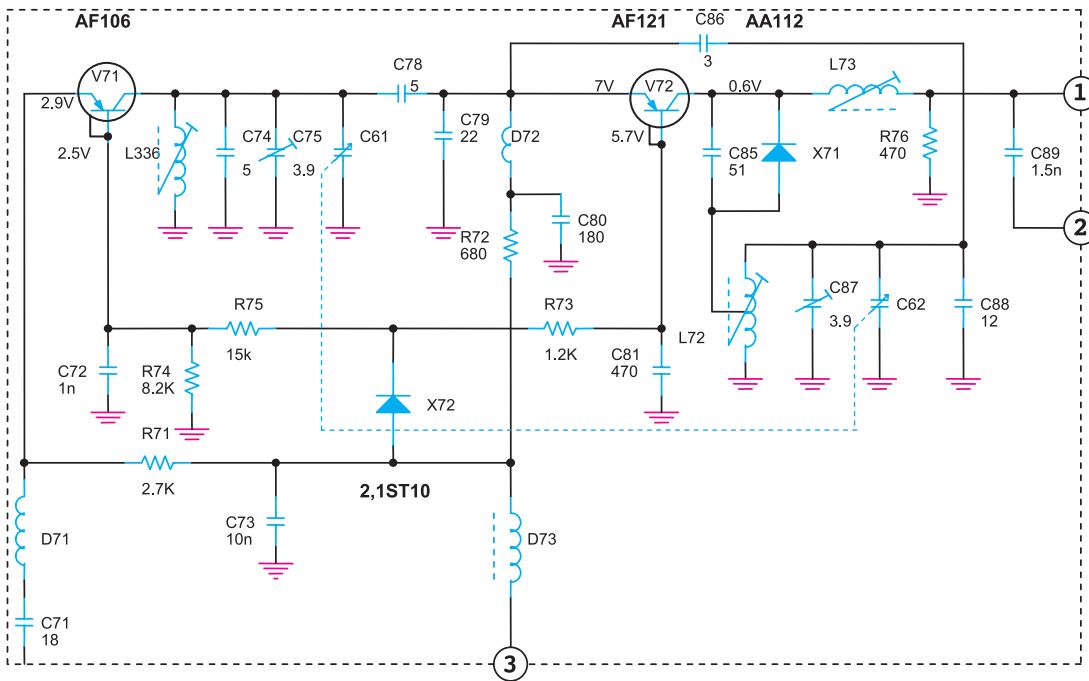 AF106
AF121
AA112
C86
3
V71
C78
5
V72
L73
2.9V
7V
0.6V
1
2.5V
L336
C74
5
C75
3.9
C61
C79
22
D72
5.7V
C85
51
X71
R76
470
C89
1.5n
2
R72
680
C80
180
R75
15k
R73
1.2K
L72
C87
3.9
C62
C88
12
C72
1n
R74
8.2K
C81
470
X72
R71
2.7K
2,1ST10
C73
10n
D71
D73
C71
18
3